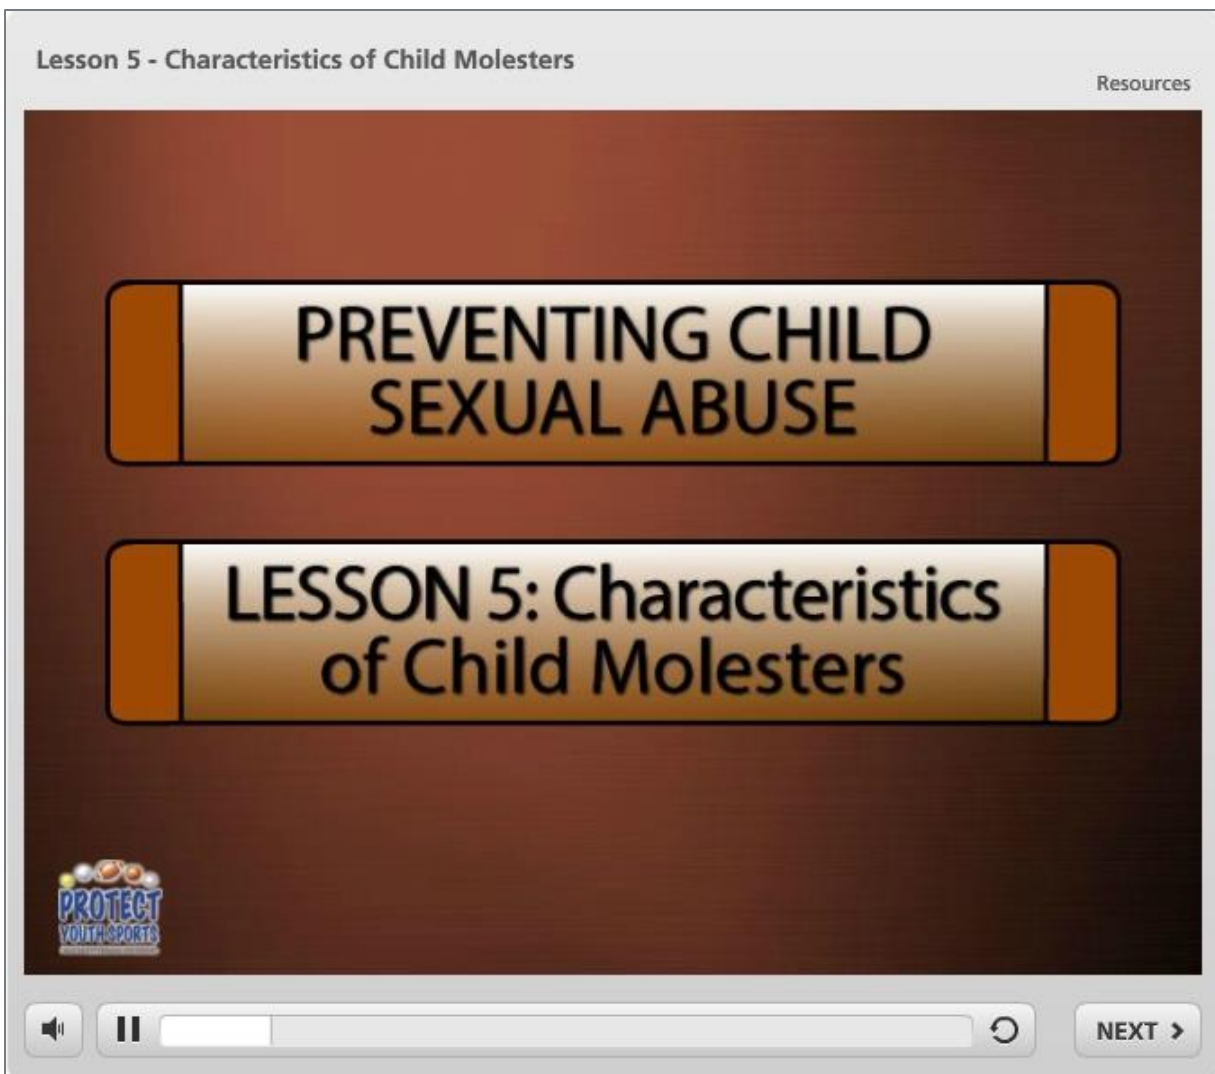 Lesson 5 - Characteristics of Child Molesters
Resources
PREVENTING CHILD
SEXUAL ABUSE
LESSON 5: Characteristics
of Child Molesters
PROTECT
YOUTH SPORTS
NEXT